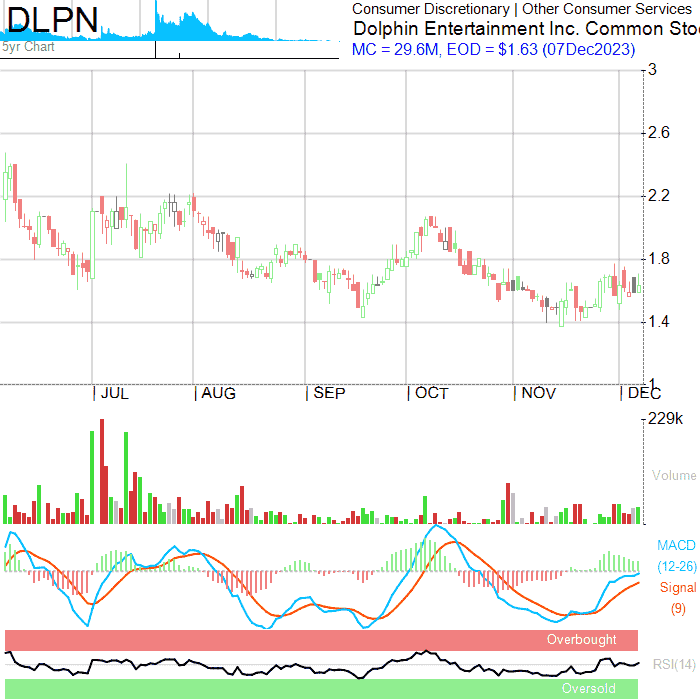 DLPN
5yr Chart
Consumer Discretionary | Other Consumer Services
Dolphin Entertainment Inc. Common Sto
MC = 29.6M, EOD = $1.63 (07Dec2023)
3
2.6
2.2
1.8
1.4
1
JUL AUG SEP OCT NOV DEC
229k
Volume
MACD
(12-26)
Signal
(9)
Overbought
RSI(14)
Oversold